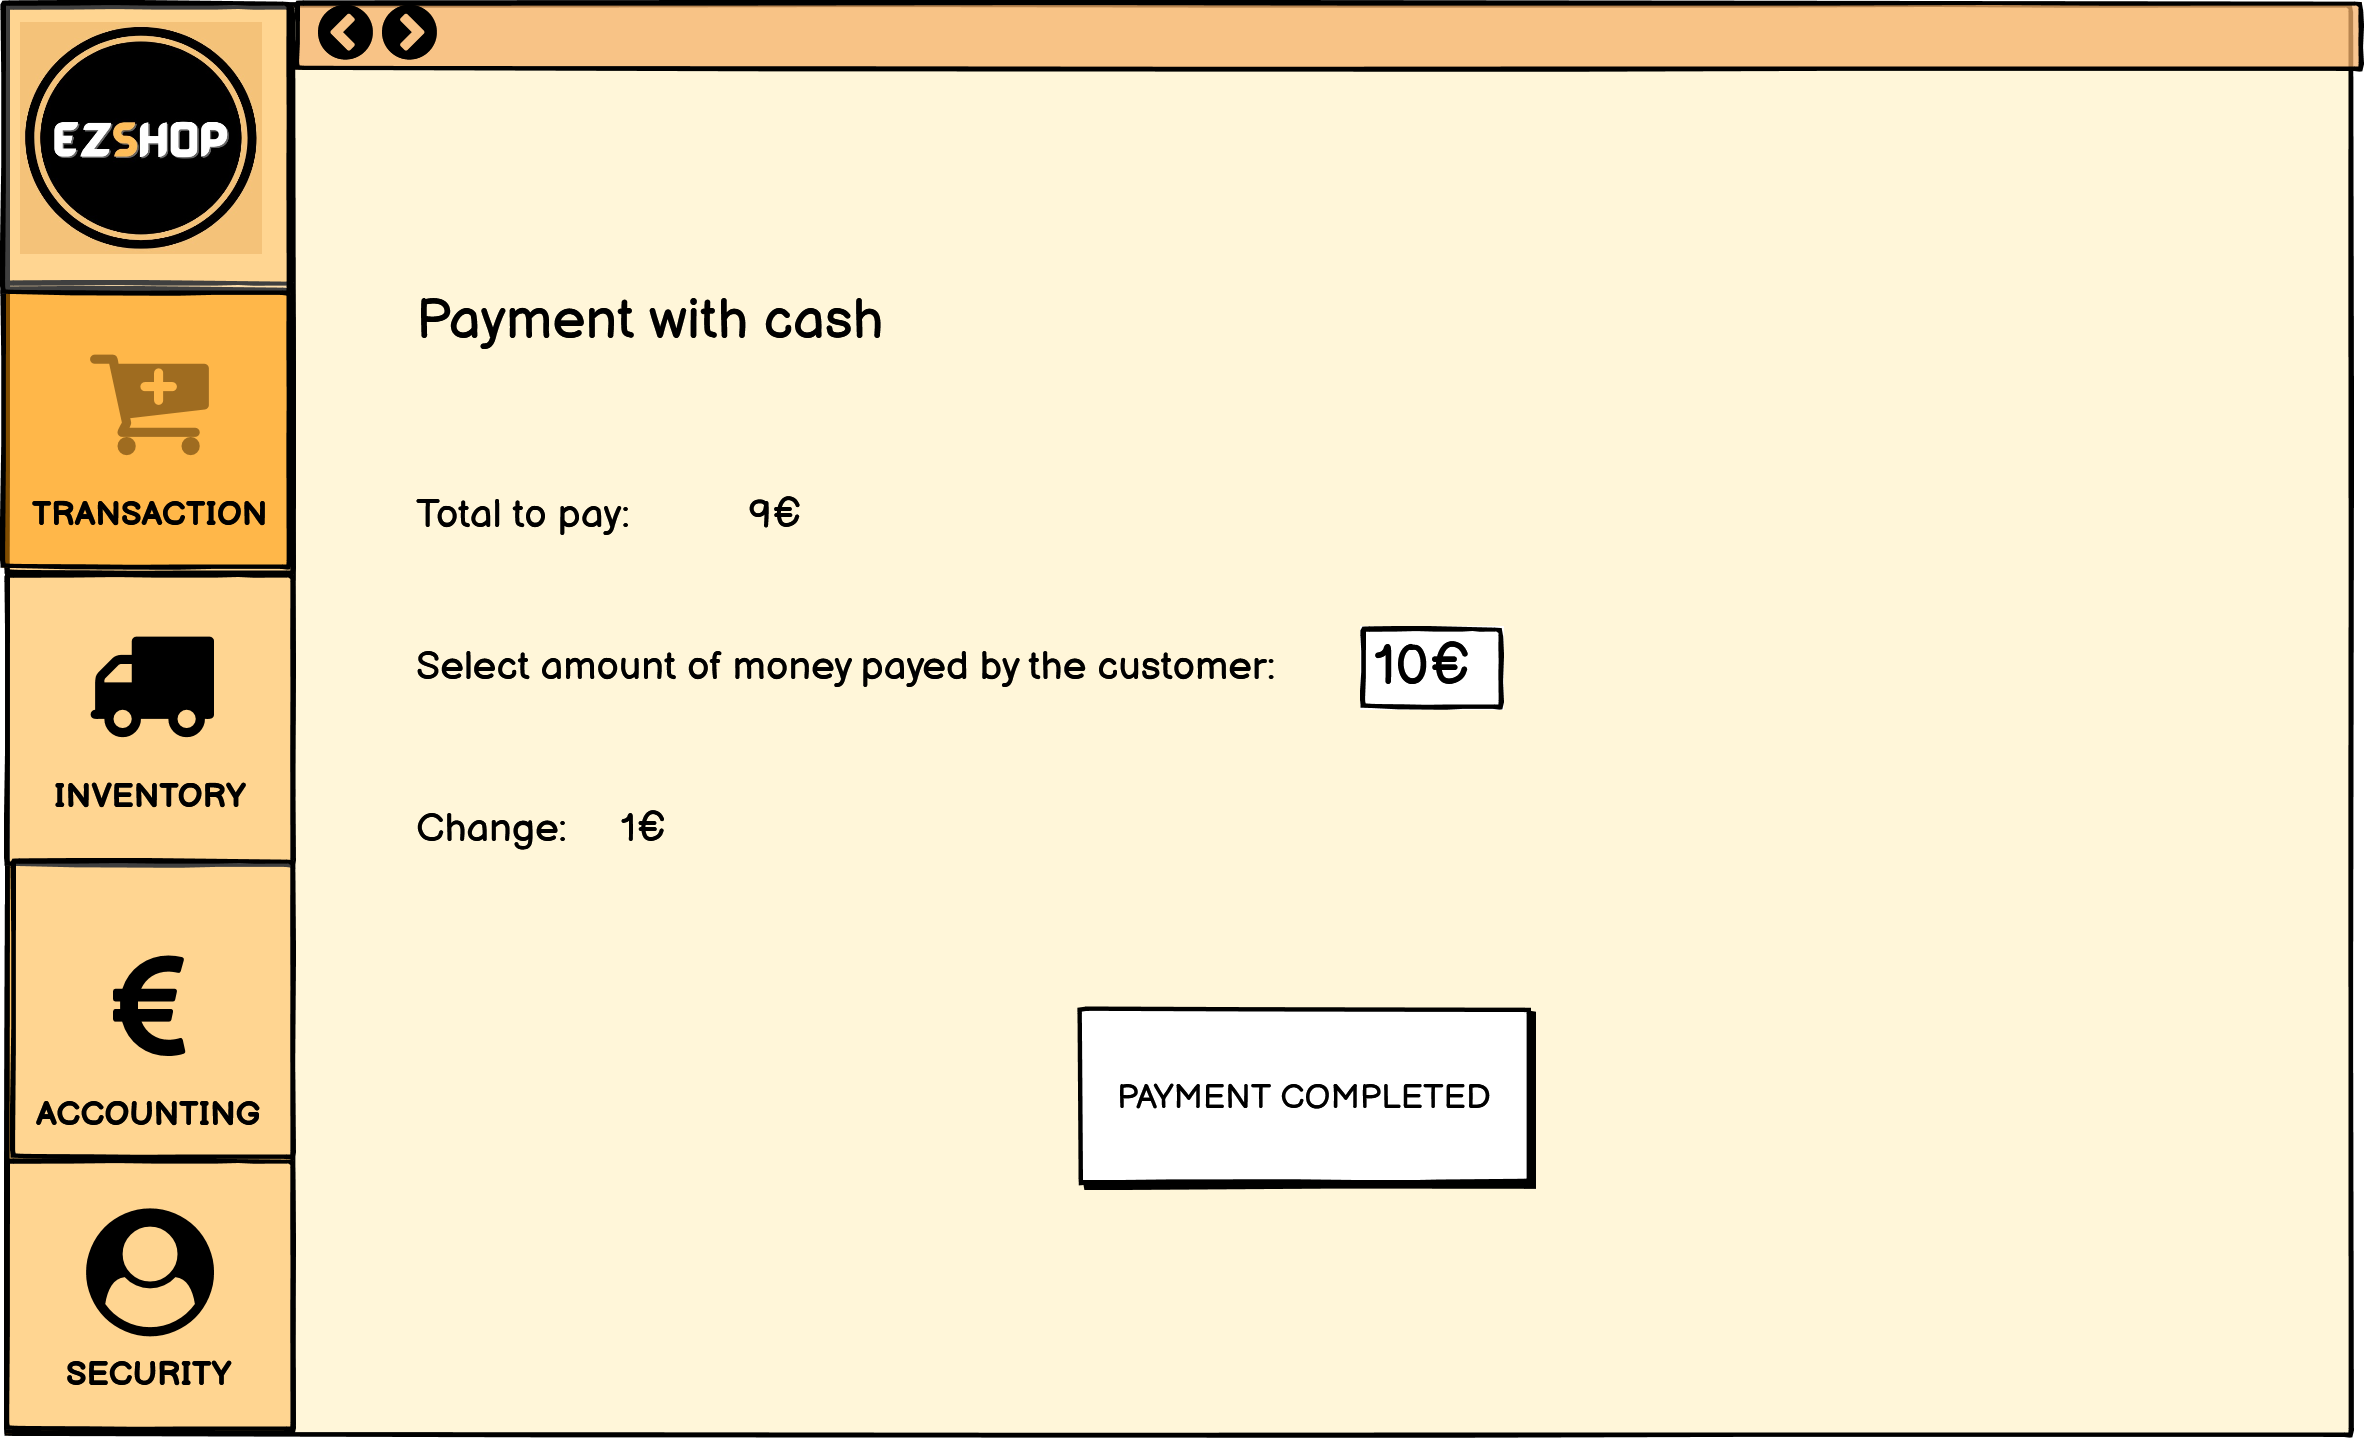 EZSHOP
TRANSACTION
INVENTORY
€
ACCOUNTING
SECURITY
Payment with cash
Total to pay: 9€
Select amount of money payed by the customer: 10€
Change: 1€
PAYMENT COMPLETED